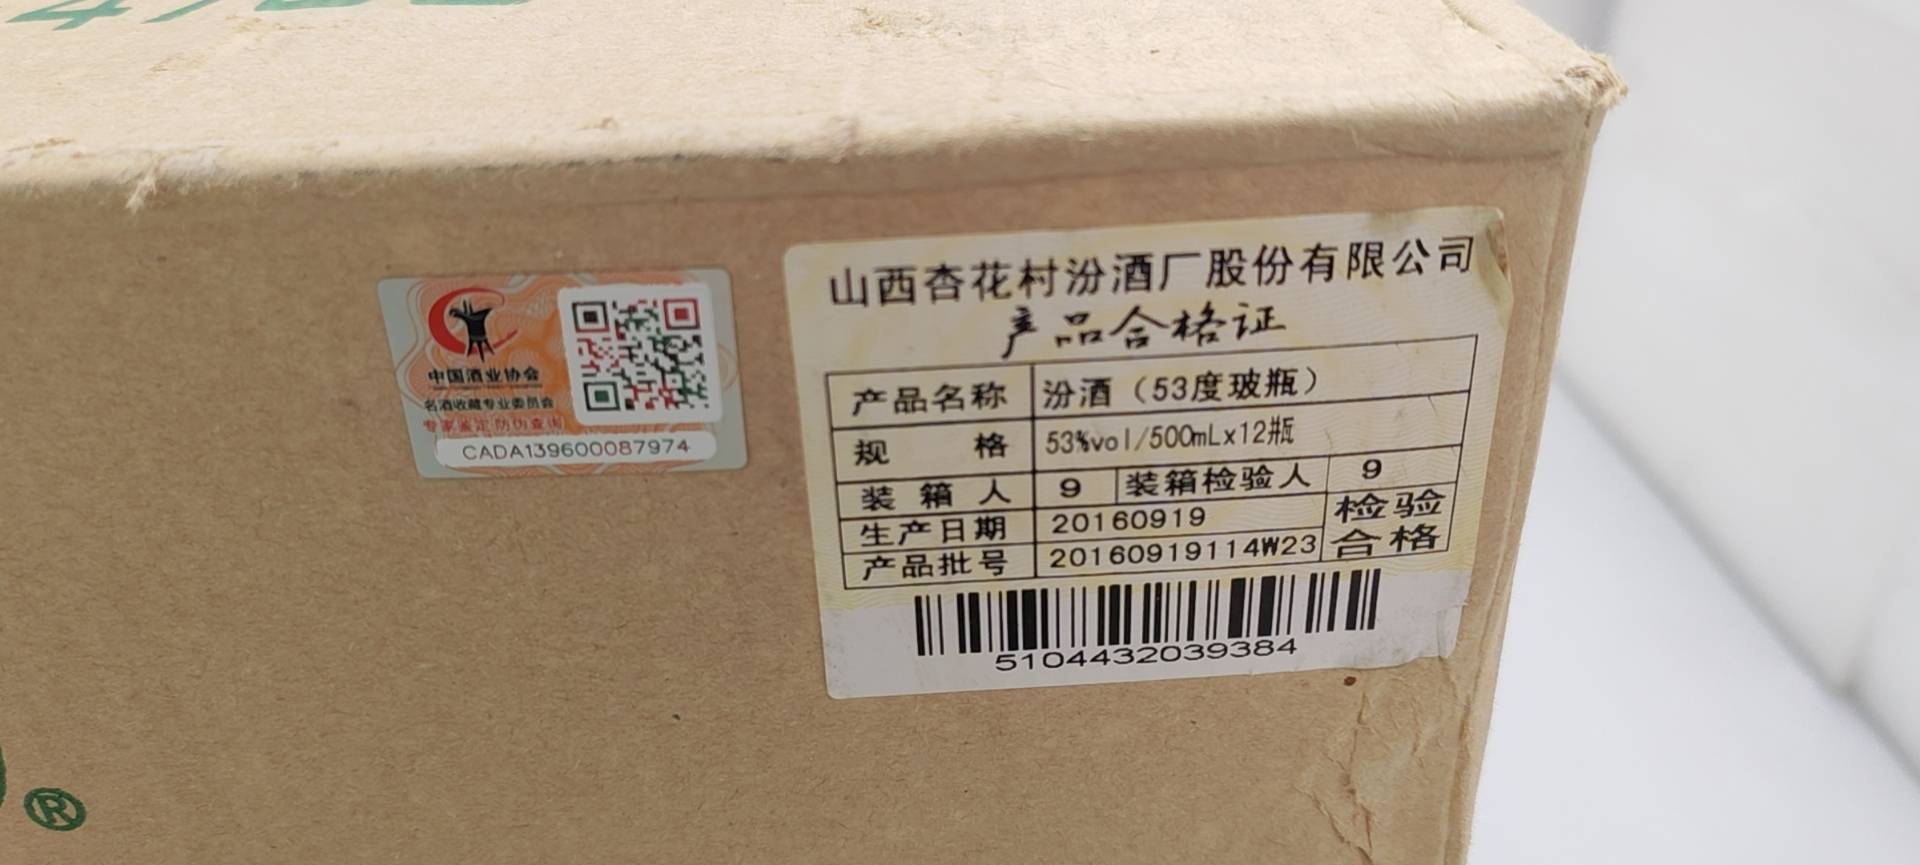 中国酒业协会
名酒收藏专业委员会
专家鉴定 防伪查询
CADA139600087974
山西杏花村汾酒厂股份有限公司
产品合格证
产品名称 汾酒（53度玻瓶）
规 格 53%vol/500mLx12瓶
装 箱 人 9 装箱检验人 9
生产日期 20160919 检验
产品批号 20160919114W23 合格
5104432039384
®